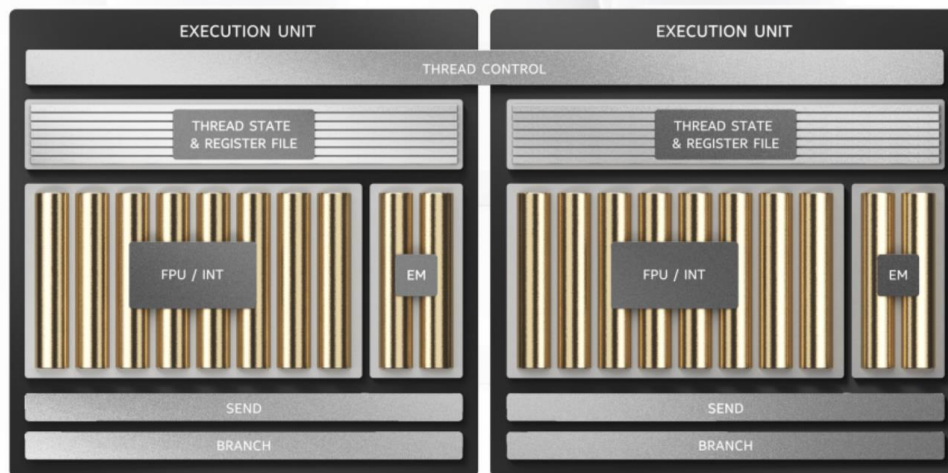 EXECUTION UNIT
EXECUTION UNIT
THREAD CONTROL
THREAD STATE
& REGISTER FILE
THREAD STATE
& REGISTER FILE
FPU / INT
EM
FPU / INT
EM
SEND
SEND
BRANCH
BRANCH